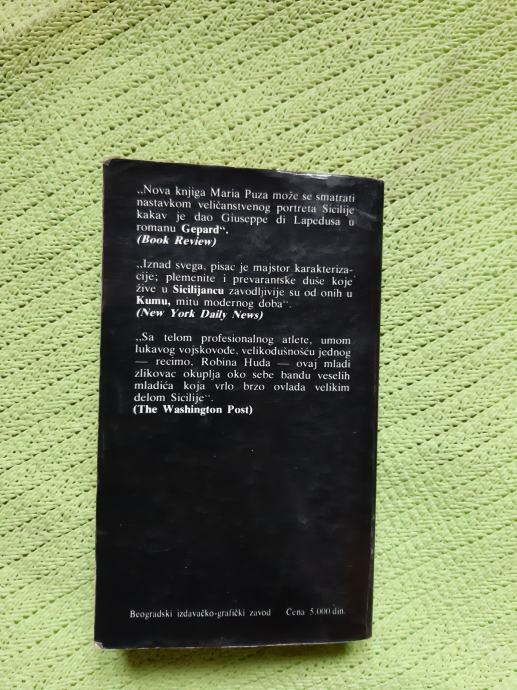 „Nova knjiga Maria Puza može se smatrati
nastavkom veličanstvenog portreta Sicilije
kakav je dao Giuseppe di Lapedusa u
romanu Gepard“.
(Book Review)
„Iznad svega, pisac je majstor karakteriza-
cije; plemenite i prevarantske duše koje
žive u Sicilijancu zavodljivije su od onih u
Kumu, mitu modernog doba“.
(New York Daily News)
„Sa telom profesionalnog atlete, umom
lukavog vojskovođe, velikodušnošću jednog
— recimo, Robina Huda — ovaj mladi
zlikovac okuplja oko sebe bandu veselih
mladića koja vrlo brzo ovlada velikim
delom Sicilije“.
(The Washington Post)
Beogradski izdavačko-grafički zavod Cena 5.000 din.